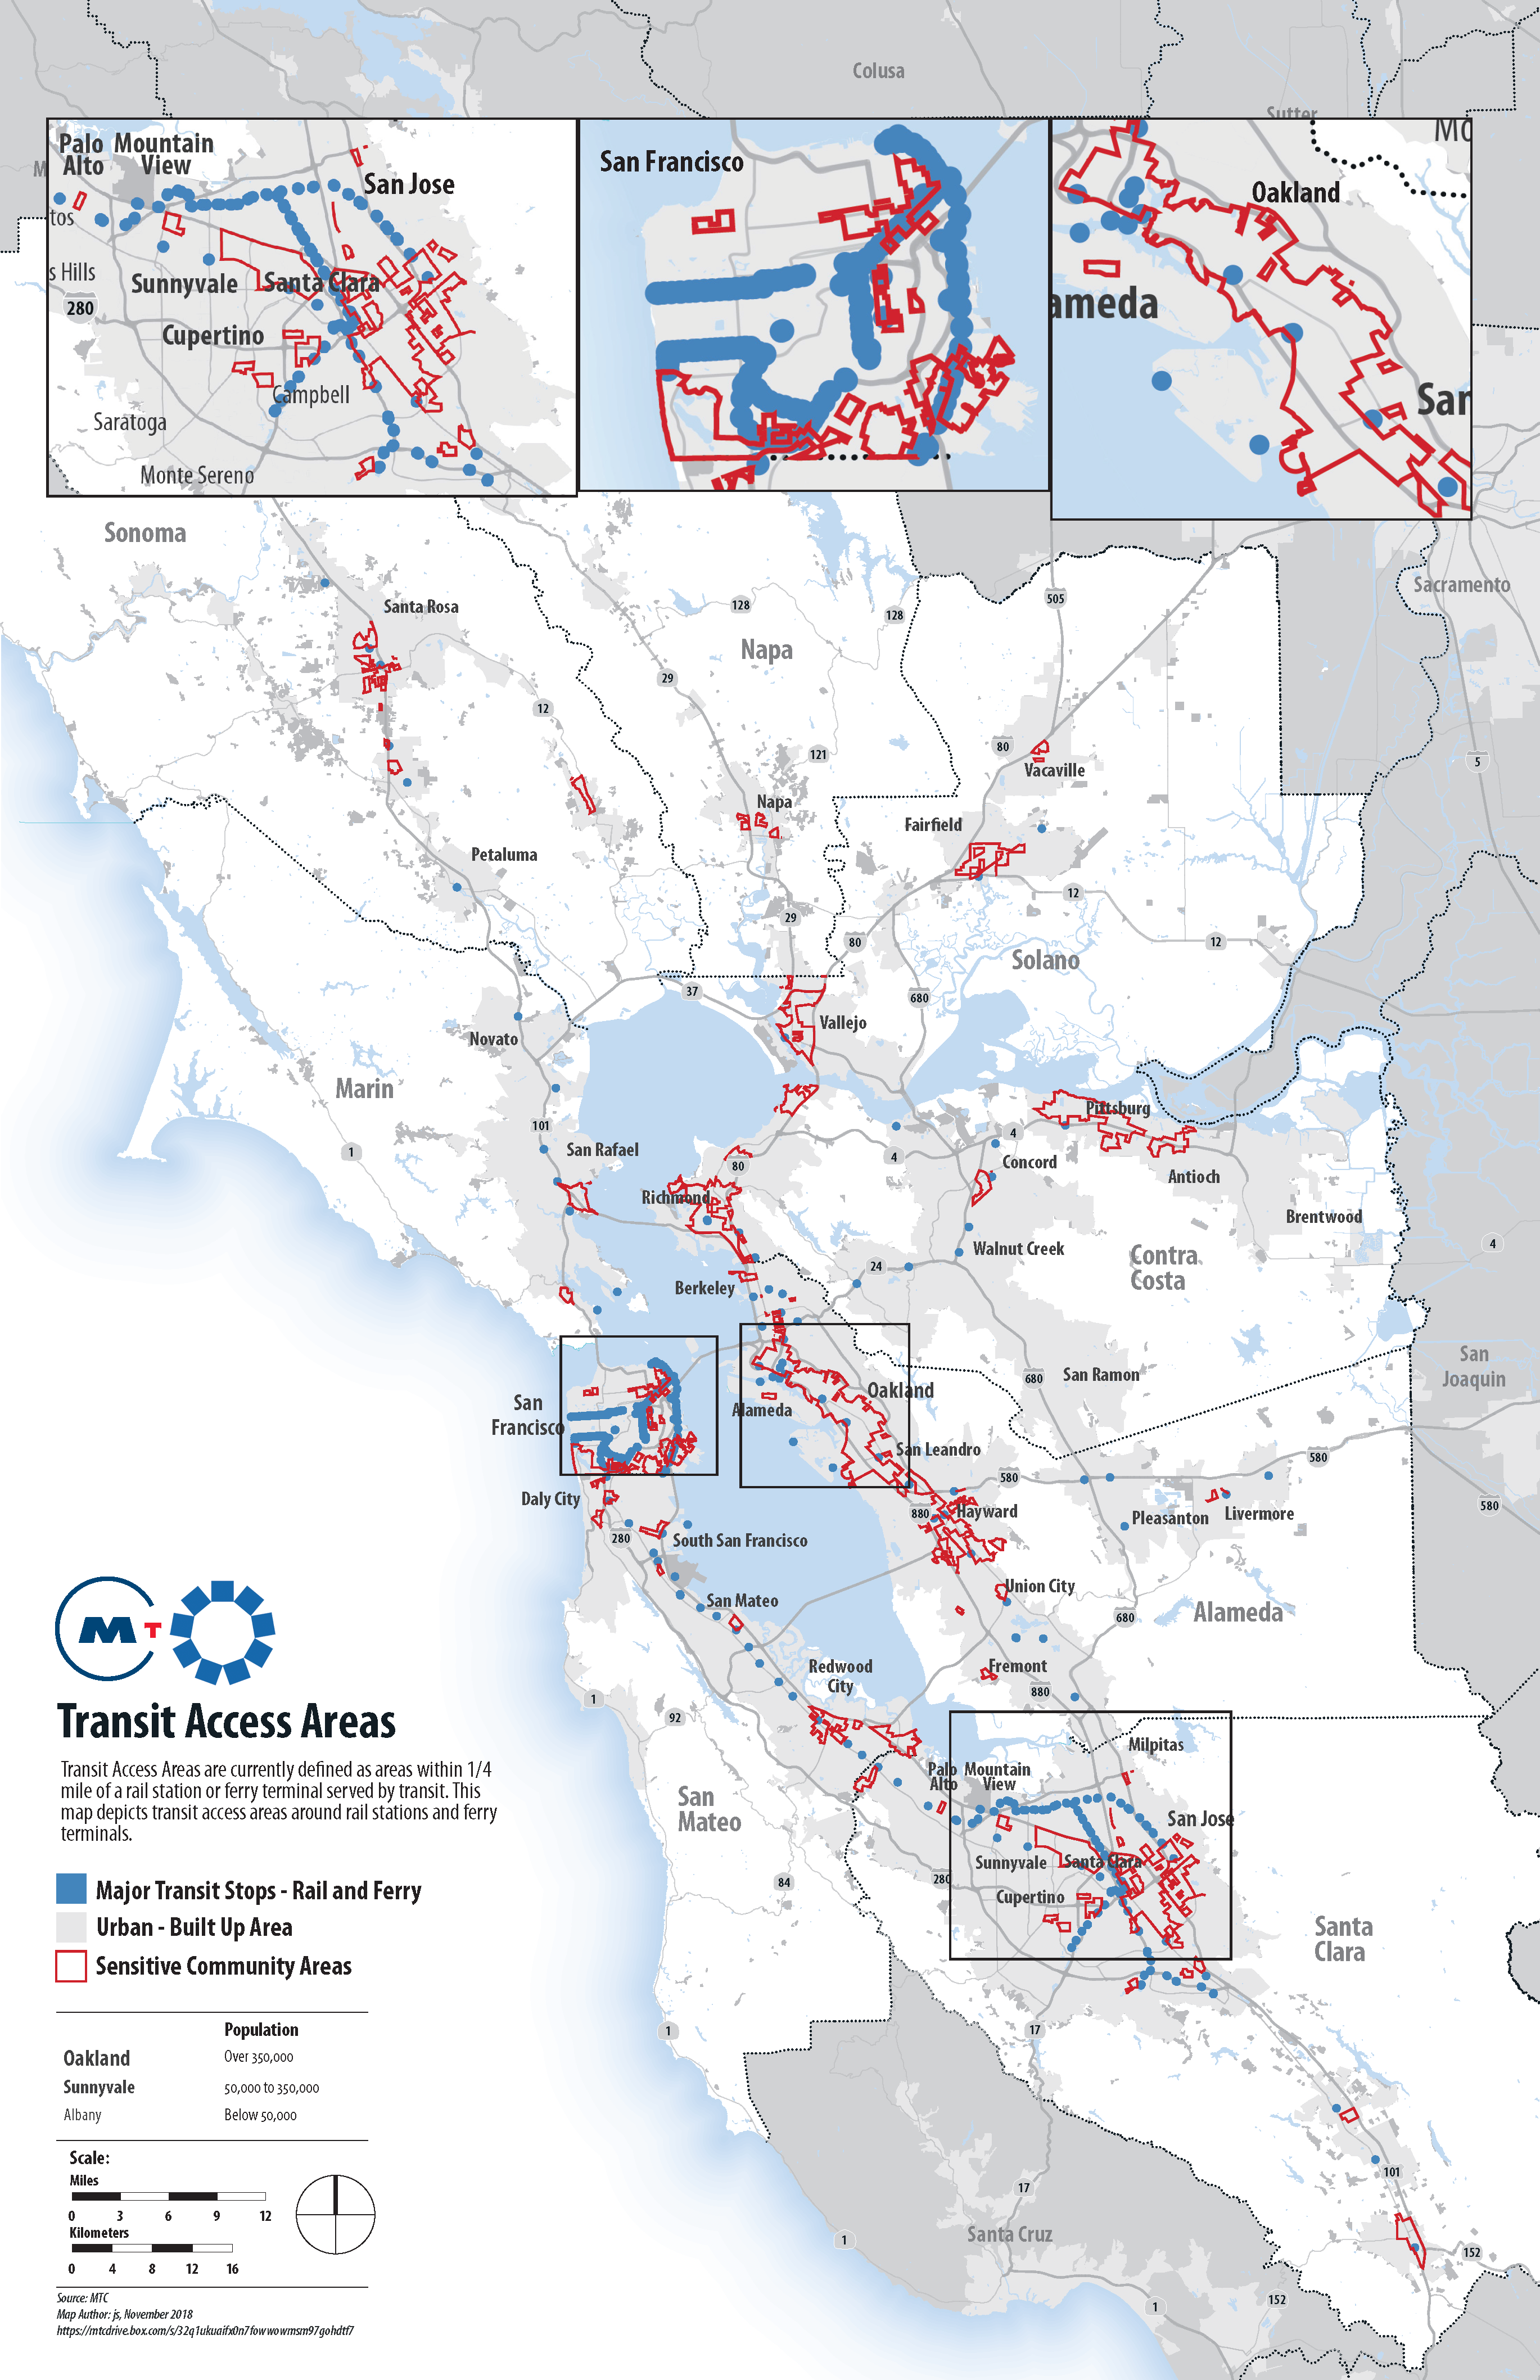 Colusa
Sutter
Palo
Alto
Mountain
View
San Jose
tos
s Hills
280
Sunnyvale
Santa Clara
Cupertino
Campbell
Saratoga
Monte Sereno
San Francisco
Oakland
ameda
San
Sonoma
Santa Rosa
12
Napa
128
128
29
121
Napa
29
505
Sacramento
5
80
Vacaville
Fairfield
12
12
80
Solano
680
Petaluma
37
Vallejo
Novato
Marin
101
1
San Rafael
80
4
4
Pittsburg
Concord
Antioch
Brentwood
4
Richmond
Walnut Creek
Contra
Costa
24
Berkeley
San
Francisco
Oakland
Alameda
680
San Ramon
San
Joaquin
San Leandro
580
580
580
Daly City
880
Hayward
Pleasanton
Livermore
280
South San Francisco
San Mateo
Union City
680
Alameda
Redwood
City
Fremont
880
1
92
Milpitas
Palo
Alto
Mountain
View
San
Mateo
San Jose
Sunnyvale
Santa Clara
84
280
Cupertino
Santa
Clara
1
17
101
17
1
Santa Cruz
152
152
1
M T
Transit Access Areas
Transit Access Areas are currently defined as areas within 1/4
mile of a rail station or ferry terminal served by transit. This
map depicts transit access areas around rail stations and ferry
terminals.
Major Transit Stops - Rail and Ferry
Urban - Built Up Area
Sensitive Community Areas
Population
Oakland Over 350,000
Sunnyvale 50,000 to 350,000
Albany Below 50,000
Scale:
Miles
0 3 6 9 12
Kilometers
0 4 8 12 16
Source: MTC
Map Author: js, November 2018